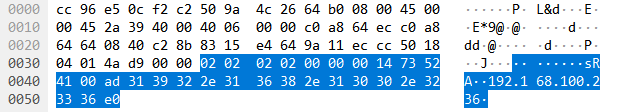 0000 cc 96 e5 0c f2 c2 50 9a 4c 26 64 b0 08 00 45 00 ······P· L&d···E·
0010 00 45 2a 39 40 00 40 06 00 00 c0 a8 64 ec c0 a8 ·E*9@·@· ····d···
0020 64 64 08 40 c2 8b 83 15 e4 64 9a 11 ec cc 50 18 dd·@···· ·d····P·
0030 04 01 4a d9 00 00 02 02 02 02 00 00 00 14 73 52 ··J····· ······sR
0040 41 00 ad 31 39 32 2e 31 36 38 2e 31 30 30 2e 32 A··192.1 68.100.2
0050 33 36 e0 36·